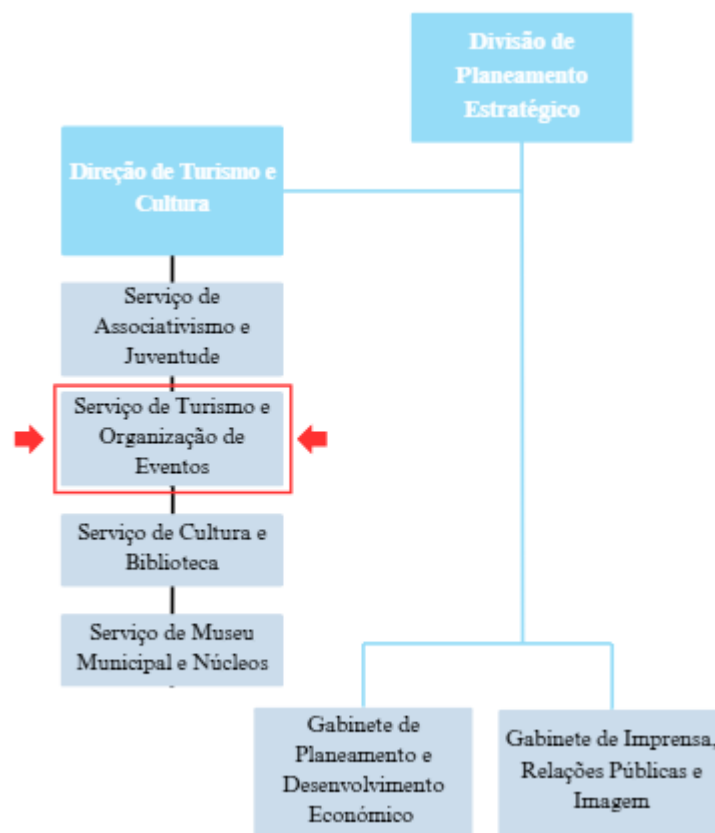 Divisão de
Planeamento
Estratégico
Direção de Turismo e
Cultura
Serviço de
Associativismo e
Juventude
Serviço de Turismo e
Organização de
Eventos
Serviço de Cultura e
Biblioteca
Serviço de Museu
Municipal e Núcleos
Gabinete de
Planeamento e
Desenvolvimento
Económico
Gabinete de Imprensa,
Relações Públicas e
Imagem